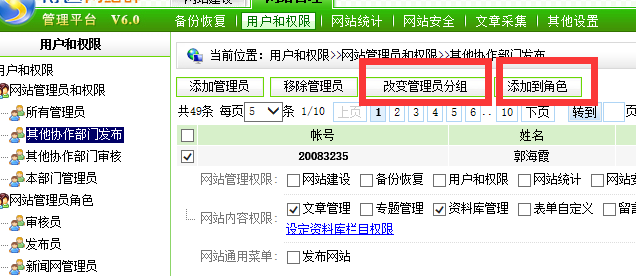 管理平台 V6.0
备份恢复 用户和权限 网站统计 网站安全 文章采集 其他设置
用户和权限
当前位置：用户和权限>>网站管理员和权限>>其他协作部门发布
用户和权限
网站管理员和权限
所有管理员
其他协作部门发布
其他协作部门审核
本部门管理员
网站管理员角色
审核员
发布员
新闻网管理员
添加管理员 移除管理员 改变管理员分组 添加到角色
共49条 每页 5 条 1/10 上页 1 2 3 4 5 6 .. 10 下页 转到 页
帐号 姓名
20083235 郭海霞
网站管理权限： 网站建设 备份恢复 用户和权限 网站统计 网站安
网站内容权限： 文章管理 专题管理 资料库管理 表单自定义 留言
设定资料库栏目权限
网站通用菜单： 发布网站